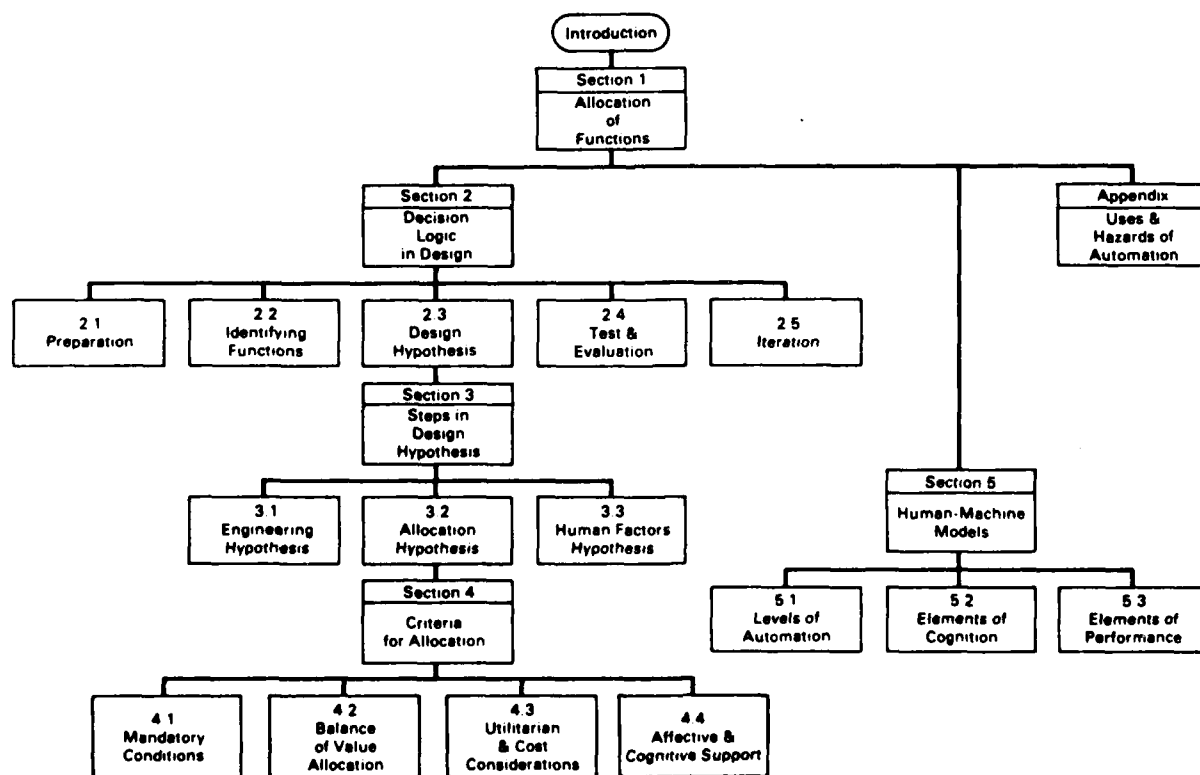 Introduction
Section 1
Allocation
of
Functions
Section 2
Decision
Logic
in Design
Appendix
Uses &
Hazards of
Automation
2.1
Preparation
2.2
Identifying
Functions
2.3
Design
Hypothesis
2.4
Test &
Evaluation
2.5
Iteration
Section 3
Steps in
Design
Hypothesis
3.1
Engineering
Hypothesis
3.2
Allocation
Hypothesis
3.3
Human Factors
Hypothesis
Section 5
Human-Machine
Models
Section 4
Criteria
for Allocation
5.1
Levels of
Automation
5.2
Elements of
Cognition
5.3
Elements of
Performance
4.1
Mandatory
Conditions
4.2
Balance
of Value
Allocation
4.3
Utilitarian
& Cost
Considerations
4.4
Affective &
Cognitive Support